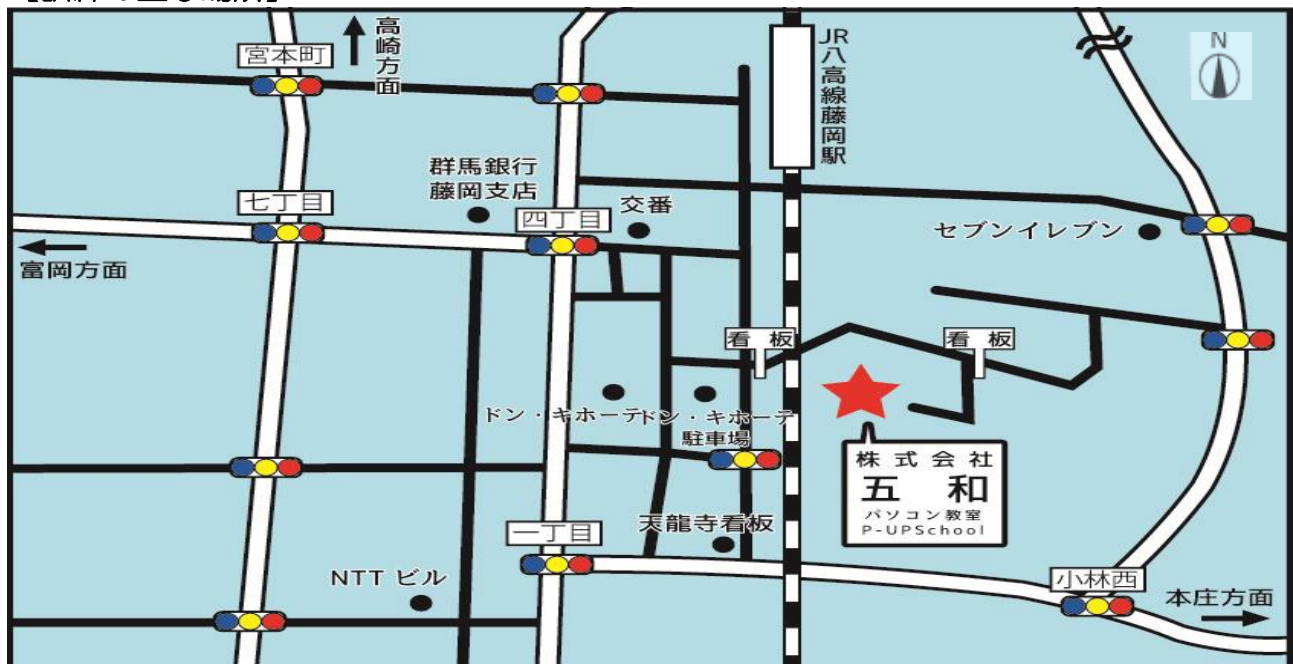 宮本町
高崎方面
JR八高線藤岡駅
N
群馬銀行
藤岡支店
七丁目
四丁目
交番
セブンイレブン
富岡方面
看板
看板
ドン・キホーテ
ドン・キホーテ
駐車場
株式会社
五和
パソコン教室
P-UPSchool
天龍寺看板
一丁目
NTTビル
小林西
本庄方面